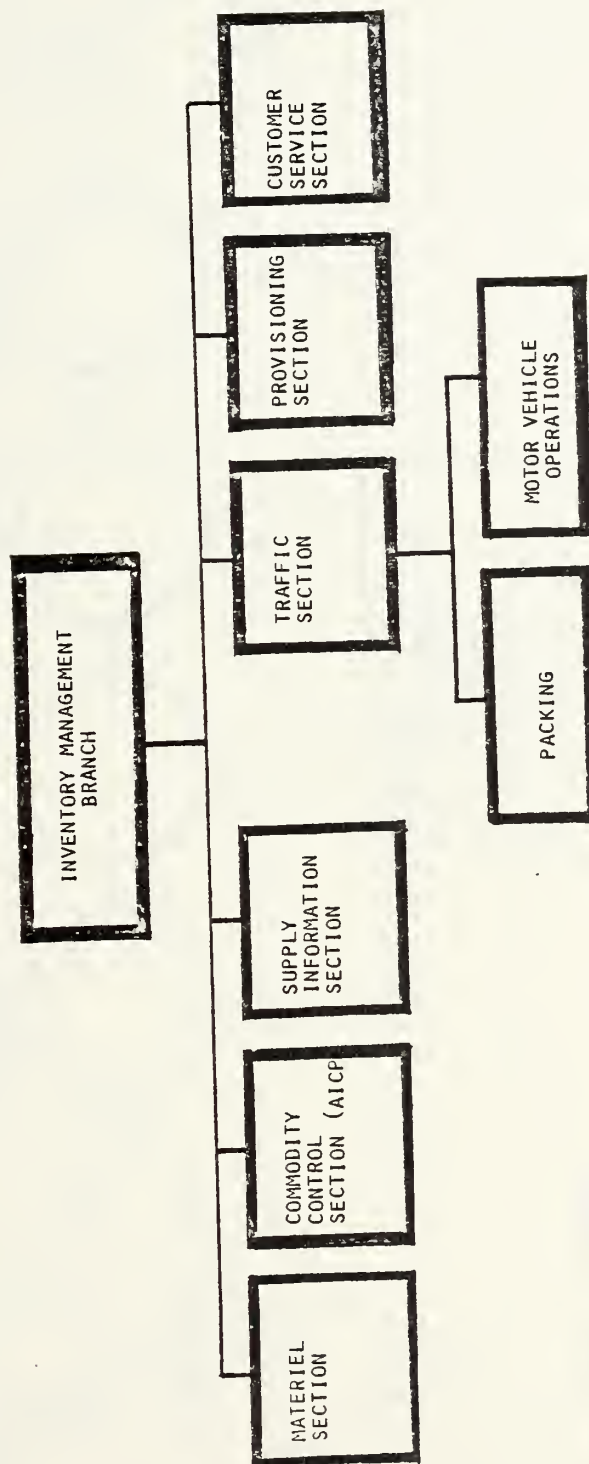 INVENTORY MANAGEMENT
BRANCH
MATERIEL
SECTION
COMMODITY
CONTROL
SECTION (AICP
SUPPLY
INFORMATION
SECTION
TRAFFIC
SECTION
PROVISIONING
SECTION
CUSTOMER
SERVICE
SECTION
PACKING
MOTOR VEHICLE
OPERATIONS